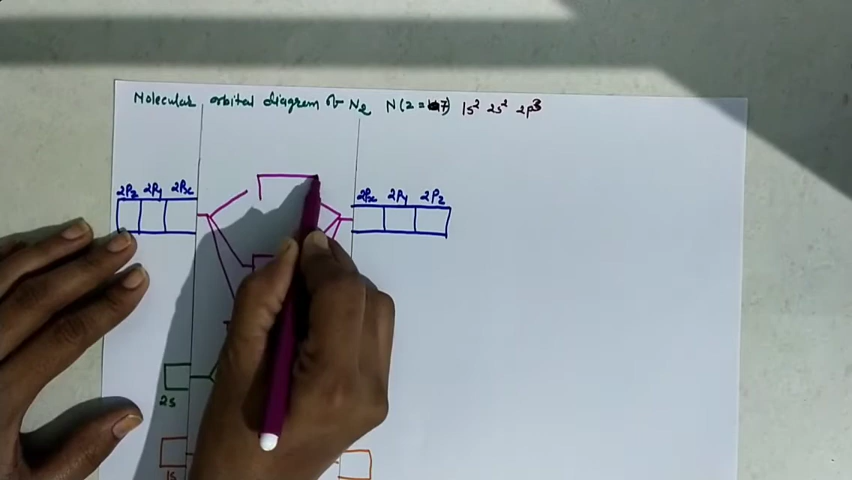 Molecular orbital diagram of N2 N(Z=7) 1s² 2s² 2p³
2Pz 2Py 2Px
2Px 2Py 2Pz
2s
1s